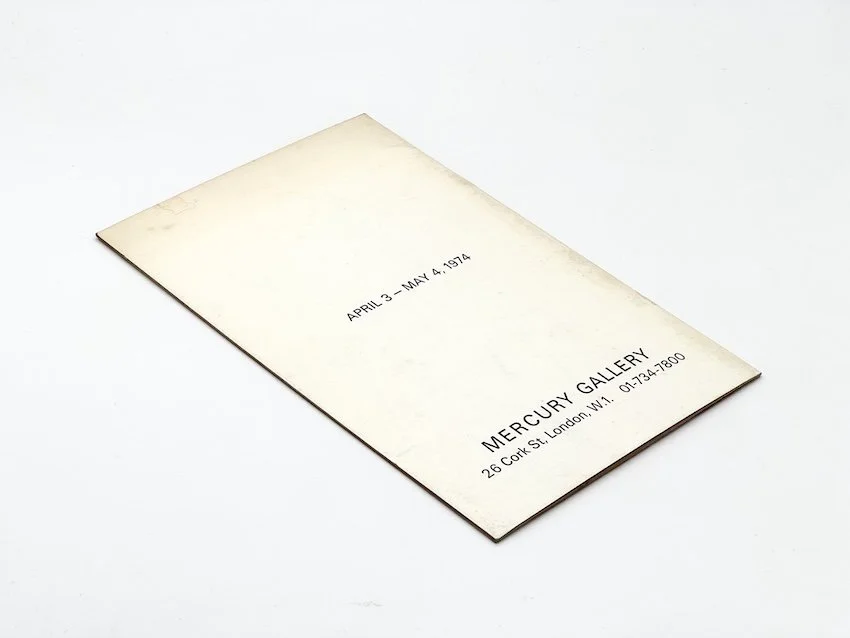 APRIL 3 – MAY 4, 1974
MERCURY GALLERY
26 Cork St, London, W.1. 01-734-7800